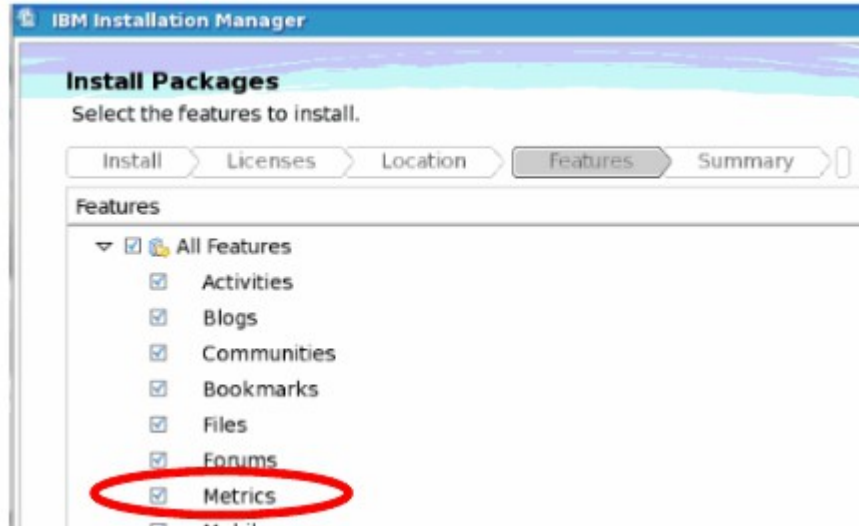 IBM Installation Manager
Install Packages
Select the features to install.
Install Licenses Location Features Summary
Features
All Features
Activities
Blogs
Communities
Bookmarks
Files
Forums
Metrics